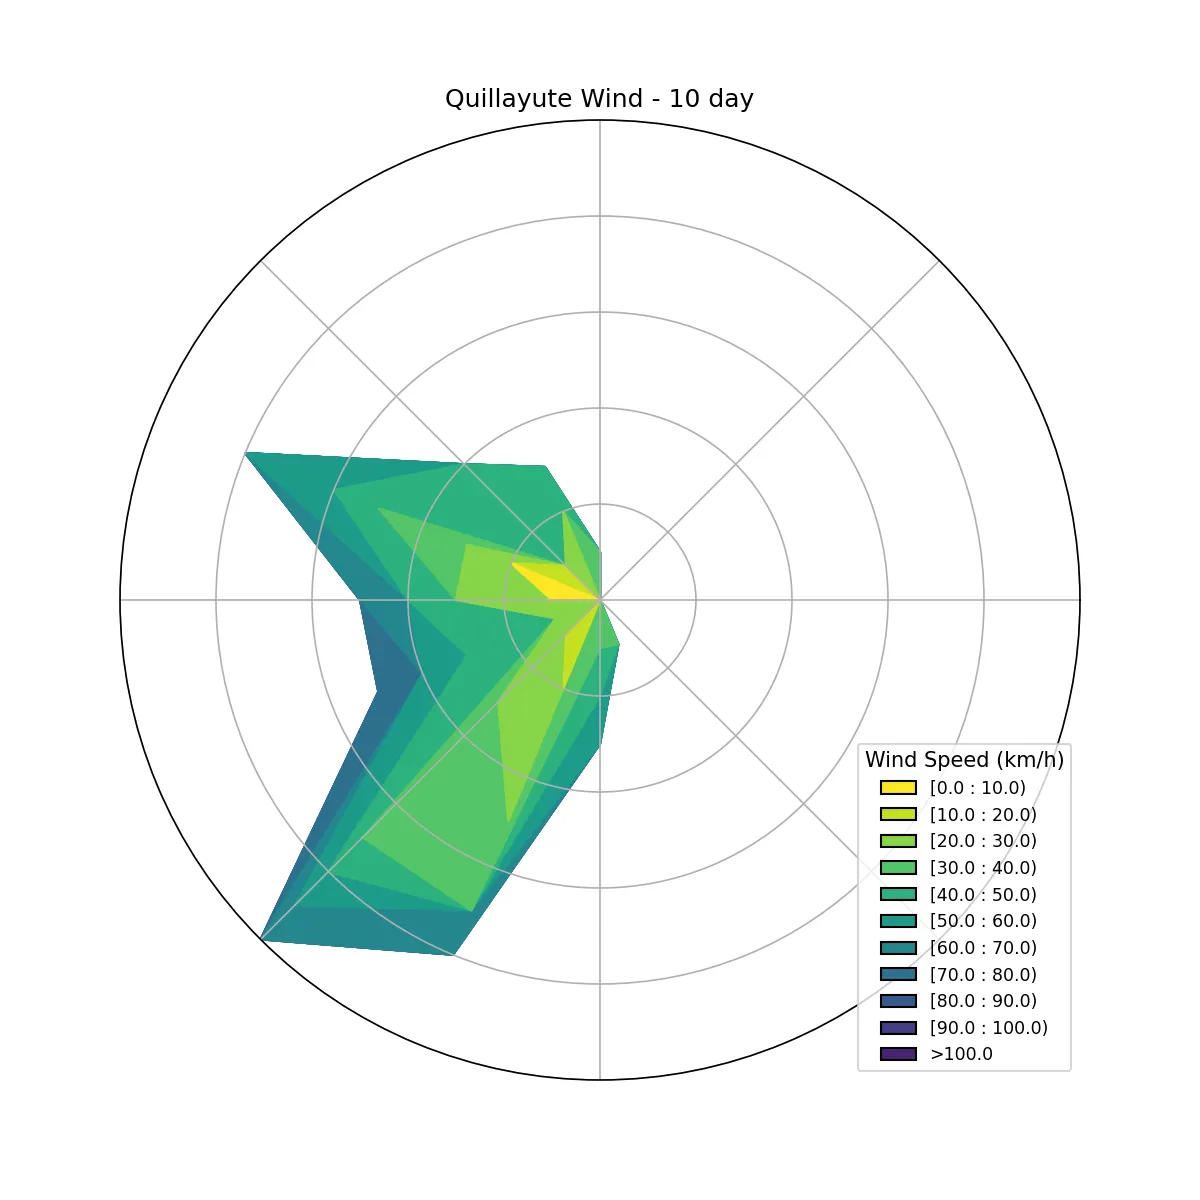 Quillayute Wind - 10 day
Wind Speed (km/h)
[0.0 : 10.0)
[10.0 : 20.0)
[20.0 : 30.0)
[30.0 : 40.0)
[40.0 : 50.0)
[50.0 : 60.0)
[60.0 : 70.0)
[70.0 : 80.0)
[80.0 : 90.0)
[90.0 : 100.0)
>100.0